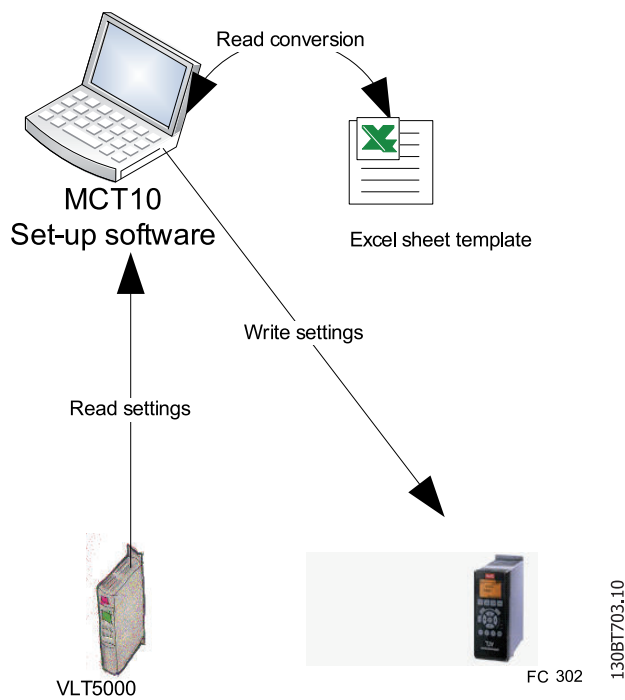 Read conversion
MCT10
Set-up software
Excel sheet template
Write settings
Read settings
VLT5000
FC 302
130BT703.10